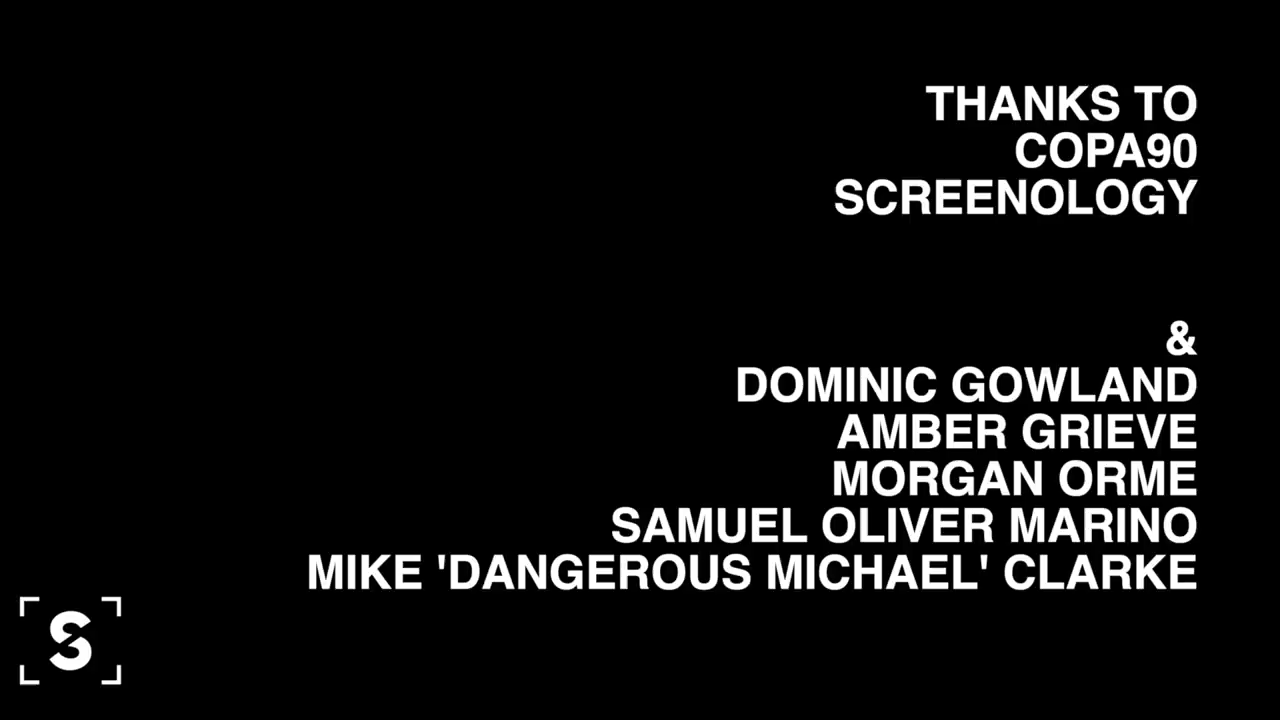 THANKS TO
COPA90
SCREENOLOGY
&
DOMINIC GOWLAND
AMBER GRIEVE
MORGAN ORME
SAMUEL OLIVER MARINO
MIKE 'DANGEROUS MICHAEL' CLARKE
S